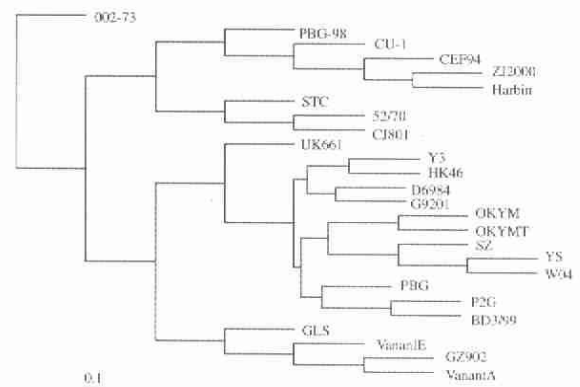 002-73
PBG-98
CU-1
CEF94
ZJ2000
Harbin
STC
52/70
CJ801
UK661
Y3
HK46
D6984
G9201
OKYM
OKYMT
SZ
YS
W04
PBG
P2G
BD3/99
GLS
VariantE
GZ902
VariantA
0.1